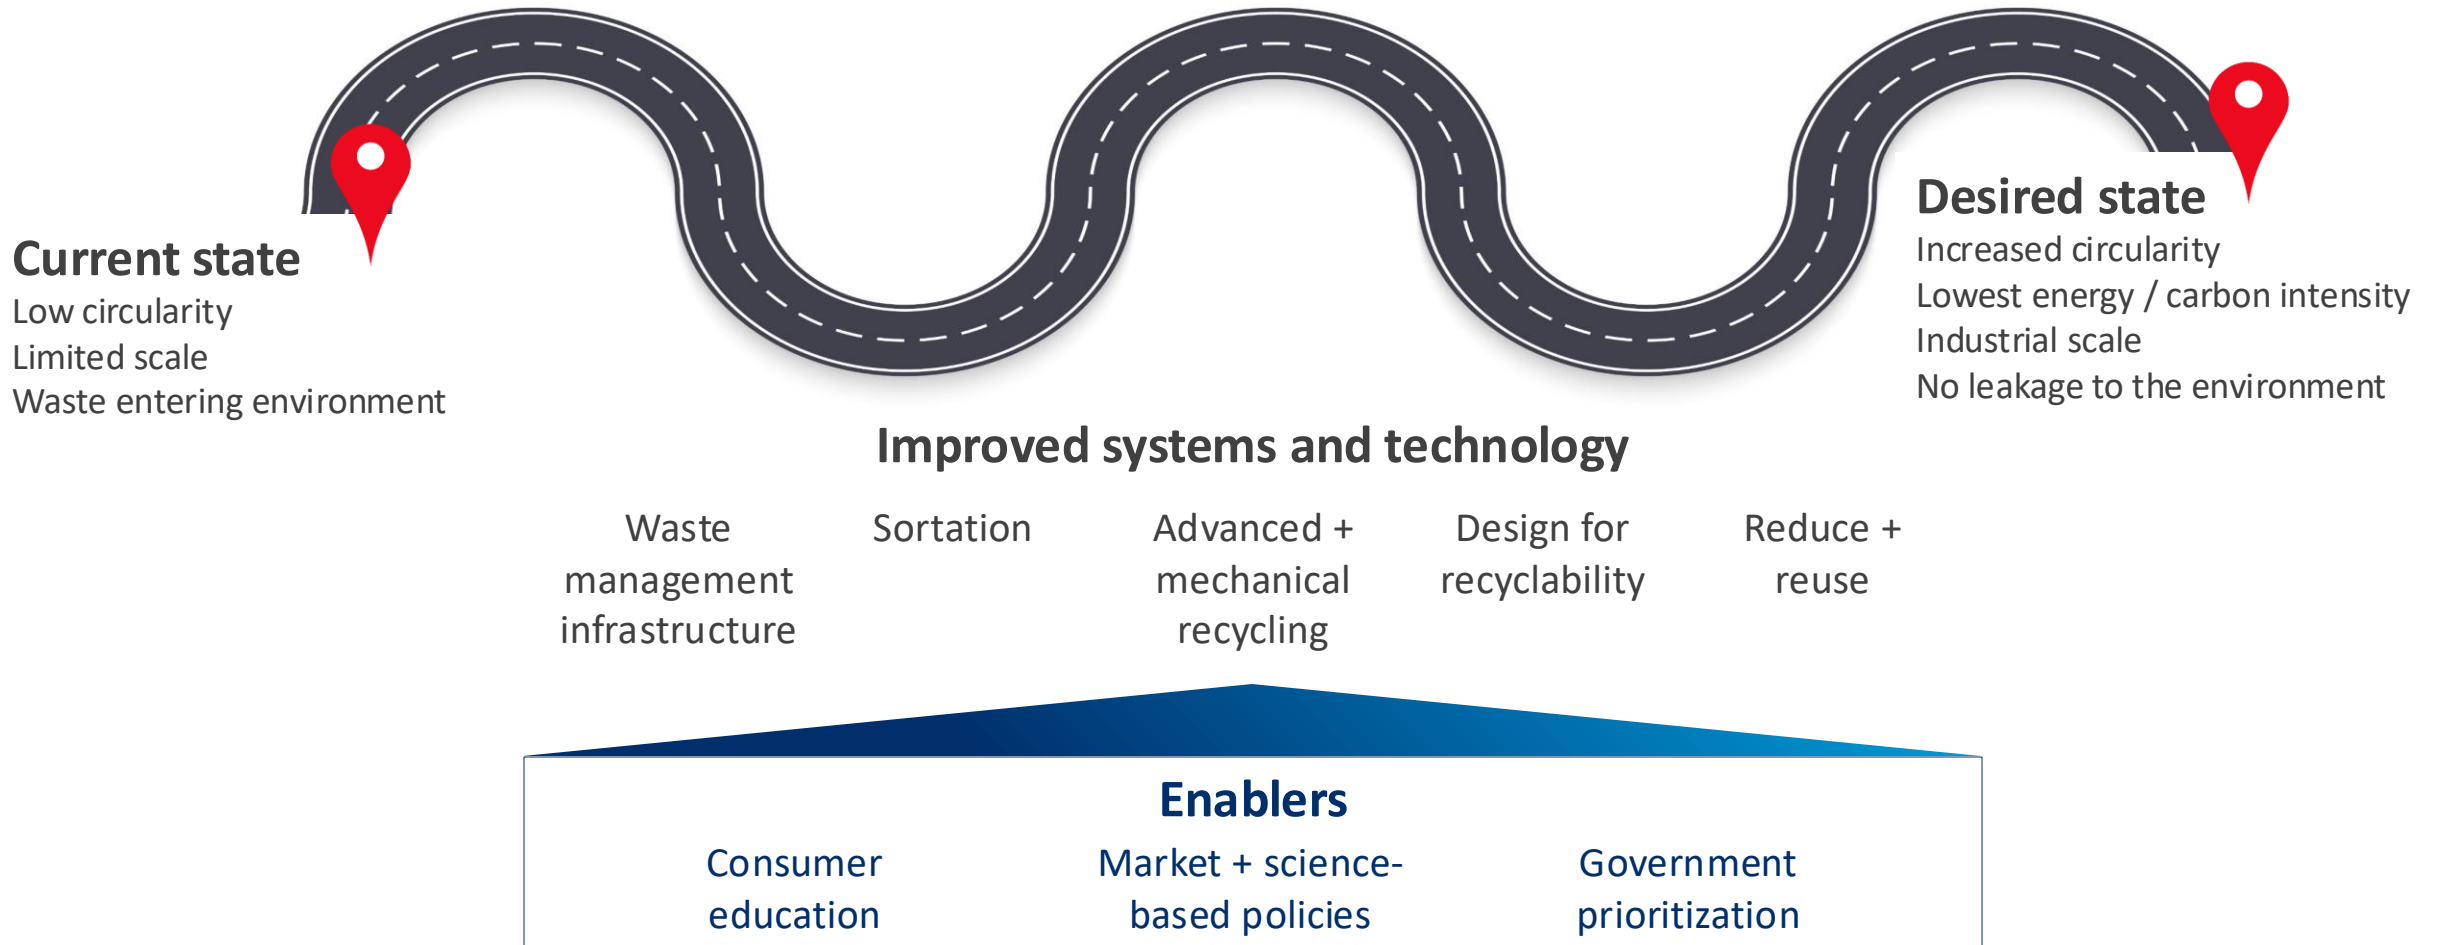 Current state
Low circularity
Limited scale
Waste entering environment
Desired state
Increased circularity
Lowest energy / carbon intensity
Industrial scale
No leakage to the environment
Improved systems and technology
Waste
management
infrastructure
Sortation
Advanced +
mechanical
recycling
Design for
recyclability
Reduce +
reuse
Enablers
Consumer
education
Market + science-
based policies
Government
prioritization